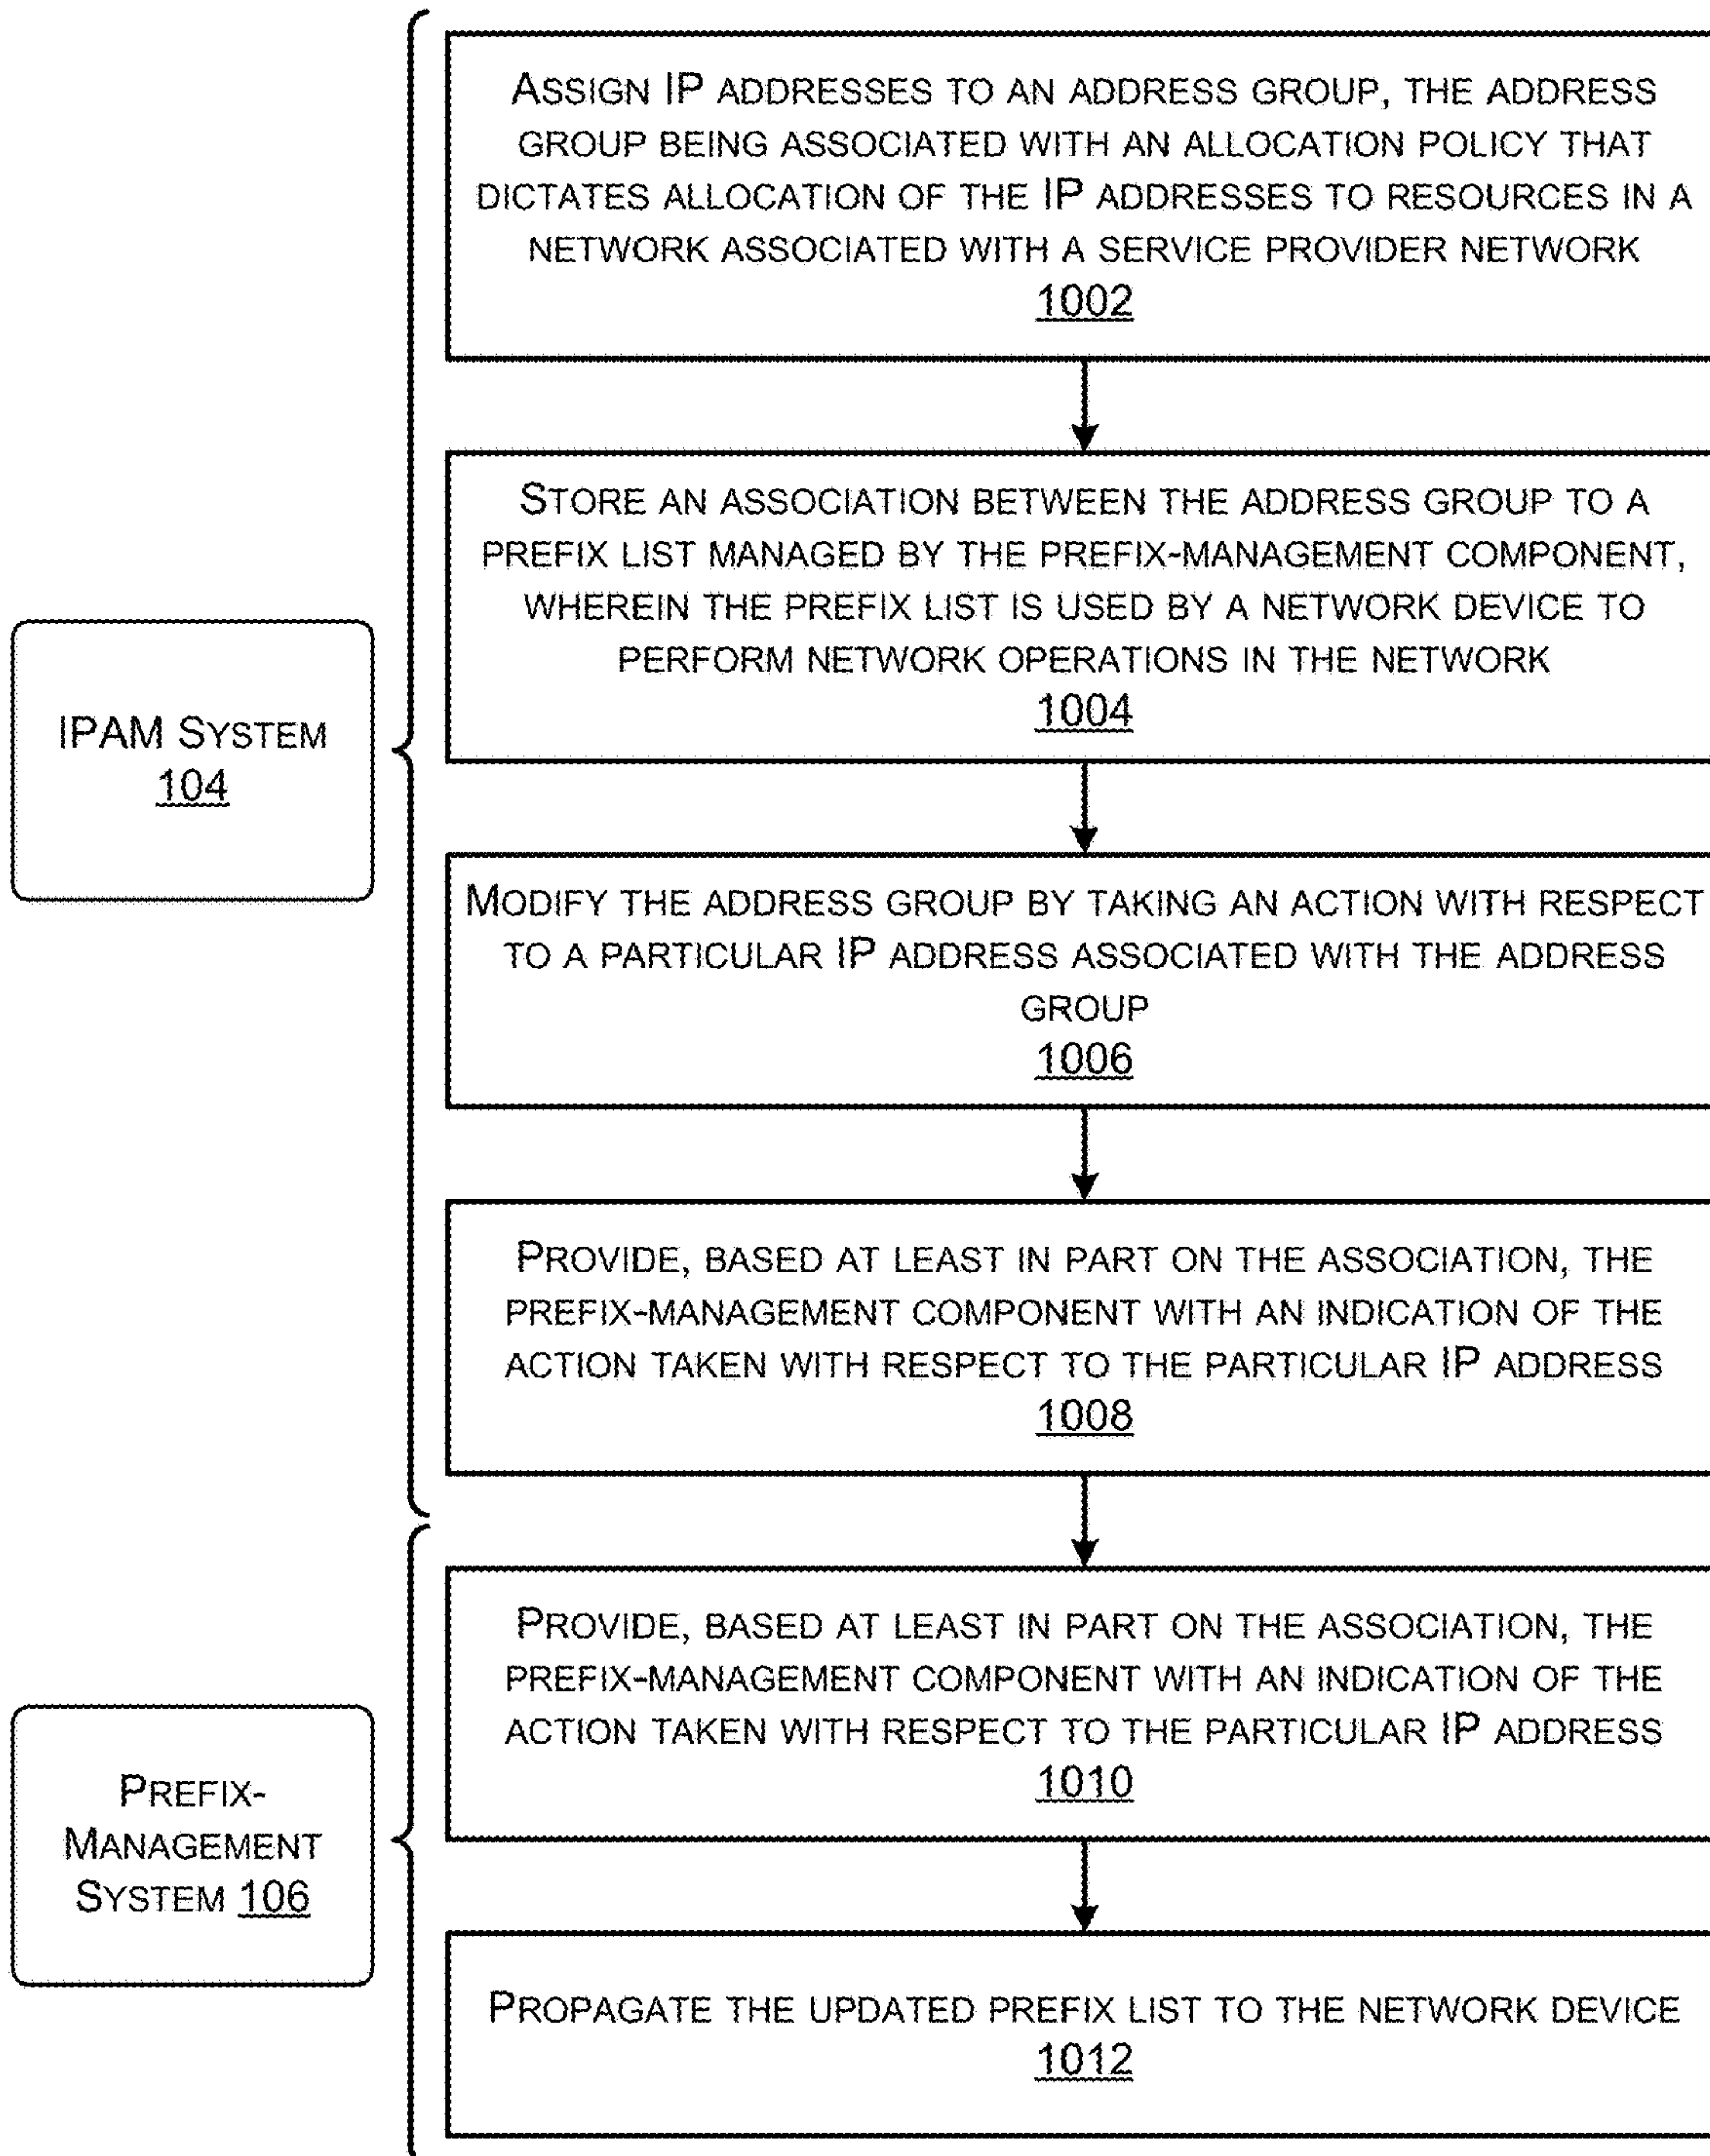 ASSIGN IP ADDRESSES TO AN ADDRESS GROUP, THE ADDRESS
GROUP BEING ASSOCIATED WITH AN ALLOCATION POLICY THAT
DICTATES ALLOCATION OF THE IP ADDRESSES TO RESOURCES IN A
NETWORK ASSOCIATED WITH A SERVICE PROVIDER NETWORK
1002
STORE AN ASSOCIATION BETWEEN THE ADDRESS GROUP TO A
PREFIX LIST MANAGED BY THE PREFIX-MANAGEMENT COMPONENT,
WHEREIN THE PREFIX LIST IS USED BY A NETWORK DEVICE TO
PERFORM NETWORK OPERATIONS IN THE NETWORK
1004
IPAM SYSTEM
104
MODIFY THE ADDRESS GROUP BY TAKING AN ACTION WITH RESPECT
TO A PARTICULAR IP ADDRESS ASSOCIATED WITH THE ADDRESS
GROUP
1006
PROVIDE, BASED AT LEAST IN PART ON THE ASSOCIATION, THE
PREFIX-MANAGEMENT COMPONENT WITH AN INDICATION OF THE
ACTION TAKEN WITH RESPECT TO THE PARTICULAR IP ADDRESS
1008
PROVIDE, BASED AT LEAST IN PART ON THE ASSOCIATION, THE
PREFIX-MANAGEMENT COMPONENT WITH AN INDICATION OF THE
ACTION TAKEN WITH RESPECT TO THE PARTICULAR IP ADDRESS
1010
PREFIX-
MANAGEMENT
SYSTEM 106
PROPAGATE THE UPDATED PREFIX LIST TO THE NETWORK DEVICE
1012